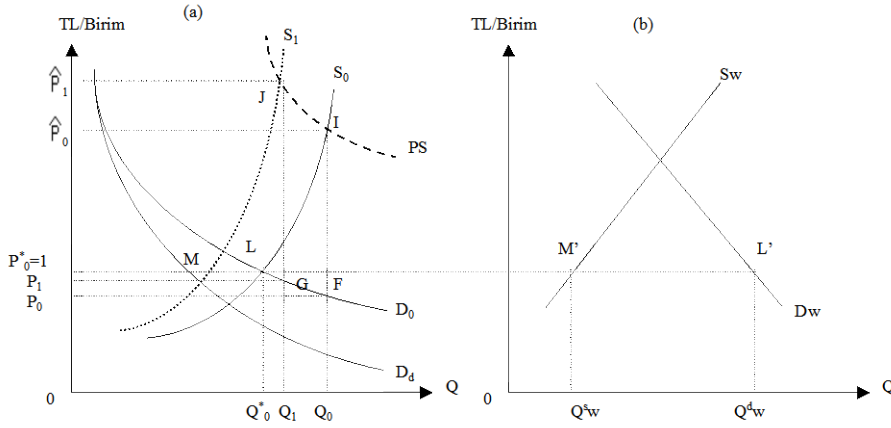 (a)
TL/Birim
S₁
P̂₁
J
S₀
P̂₀
I
PS
P*₀=1
M
L
P₁
G
F
P₀
D₀
D_d
0
Q
Q*₀
Q₁
Q₀
(b)
TL/Birim
Sw
M’
L’
Dw
0
Q
Qˢw
Qᵈw